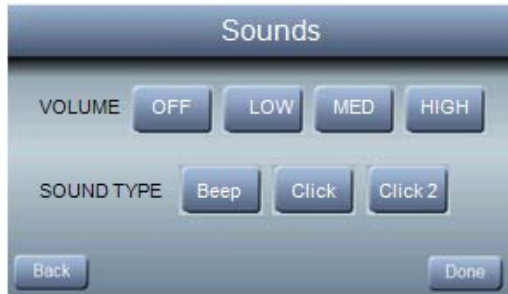 Sounds
VOLUME OFF LOW MED HIGH
SOUND TYPE Beep Click Click 2
Back Done